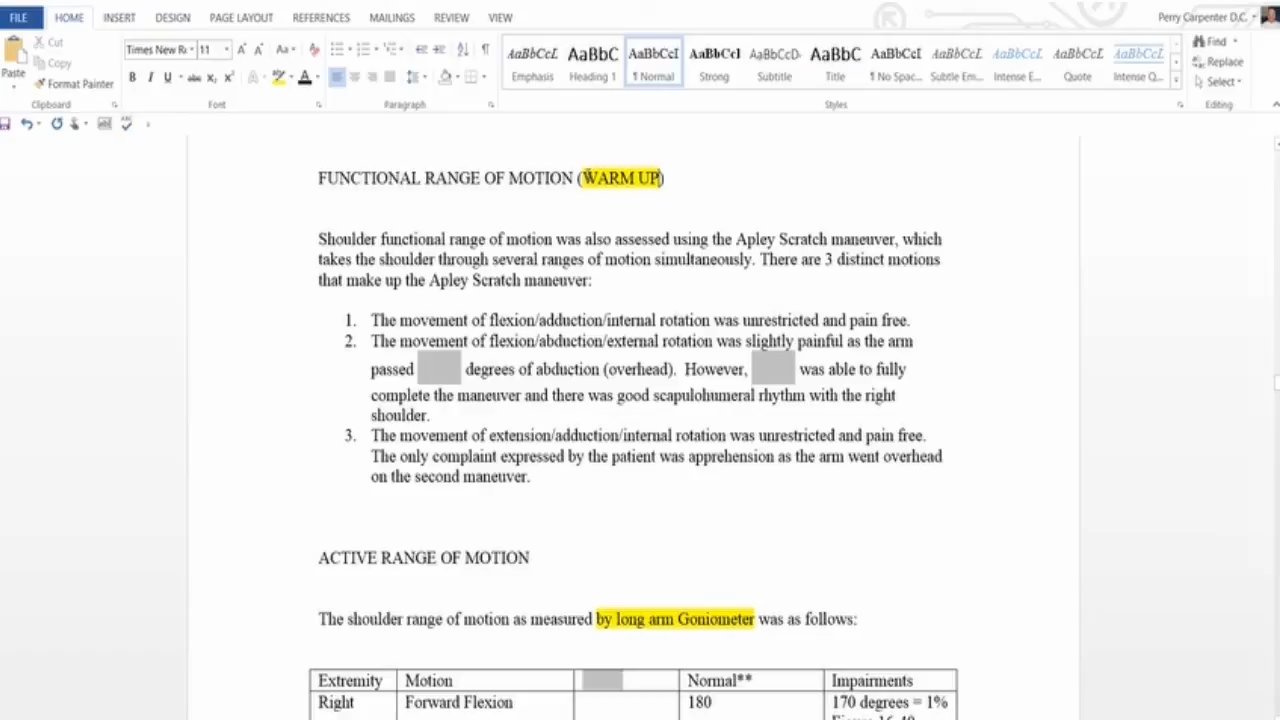 FILE HOME INSERT DESIGN PAGE LAYOUT REFERENCES MAILINGS REVIEW VIEW Perry Carpenter D.C.
Cut
Copy
Format Painter
Paste
Clipboard
Times New R 11
B I U abc X₂ X²
Font
Paragraph
AaBbCcL AaBbC AaBbCcI AaBbCcl AaBbCcD AaBbC AaBbCcI AaBbCcL AaBbCcL AaBbCcL AaBbCcL
Emphasis Heading 1 ¶ Normal Strong Subtitle Title ¶ No Spac... Subtle Em... Intense E... Quote Intense Q...
Styles
Find
Replace
Select
Editing
FUNCTIONAL RANGE OF MOTION (WARM UP)
Shoulder functional range of motion was also assessed using the Apley Scratch maneuver, which
takes the shoulder through several ranges of motion simultaneously. There are 3 distinct motions
that make up the Apley Scratch maneuver:
1. The movement of flexion/adduction/internal rotation was unrestricted and pain free.
2. The movement of flexion/abduction/external rotation was slightly painful as the arm
passed degrees of abduction (overhead). However, was able to fully
complete the maneuver and there was good scapulohumeral rhythm with the right
shoulder.
3. The movement of extension/adduction/internal rotation was unrestricted and pain free.
The only complaint expressed by the patient was apprehension as the arm went overhead
on the second maneuver.
ACTIVE RANGE OF MOTION
The shoulder range of motion as measured by long arm Goniometer was as follows:
Extremity Motion Normal** Impairments
Right Forward Flexion 180 170 degrees = 1%